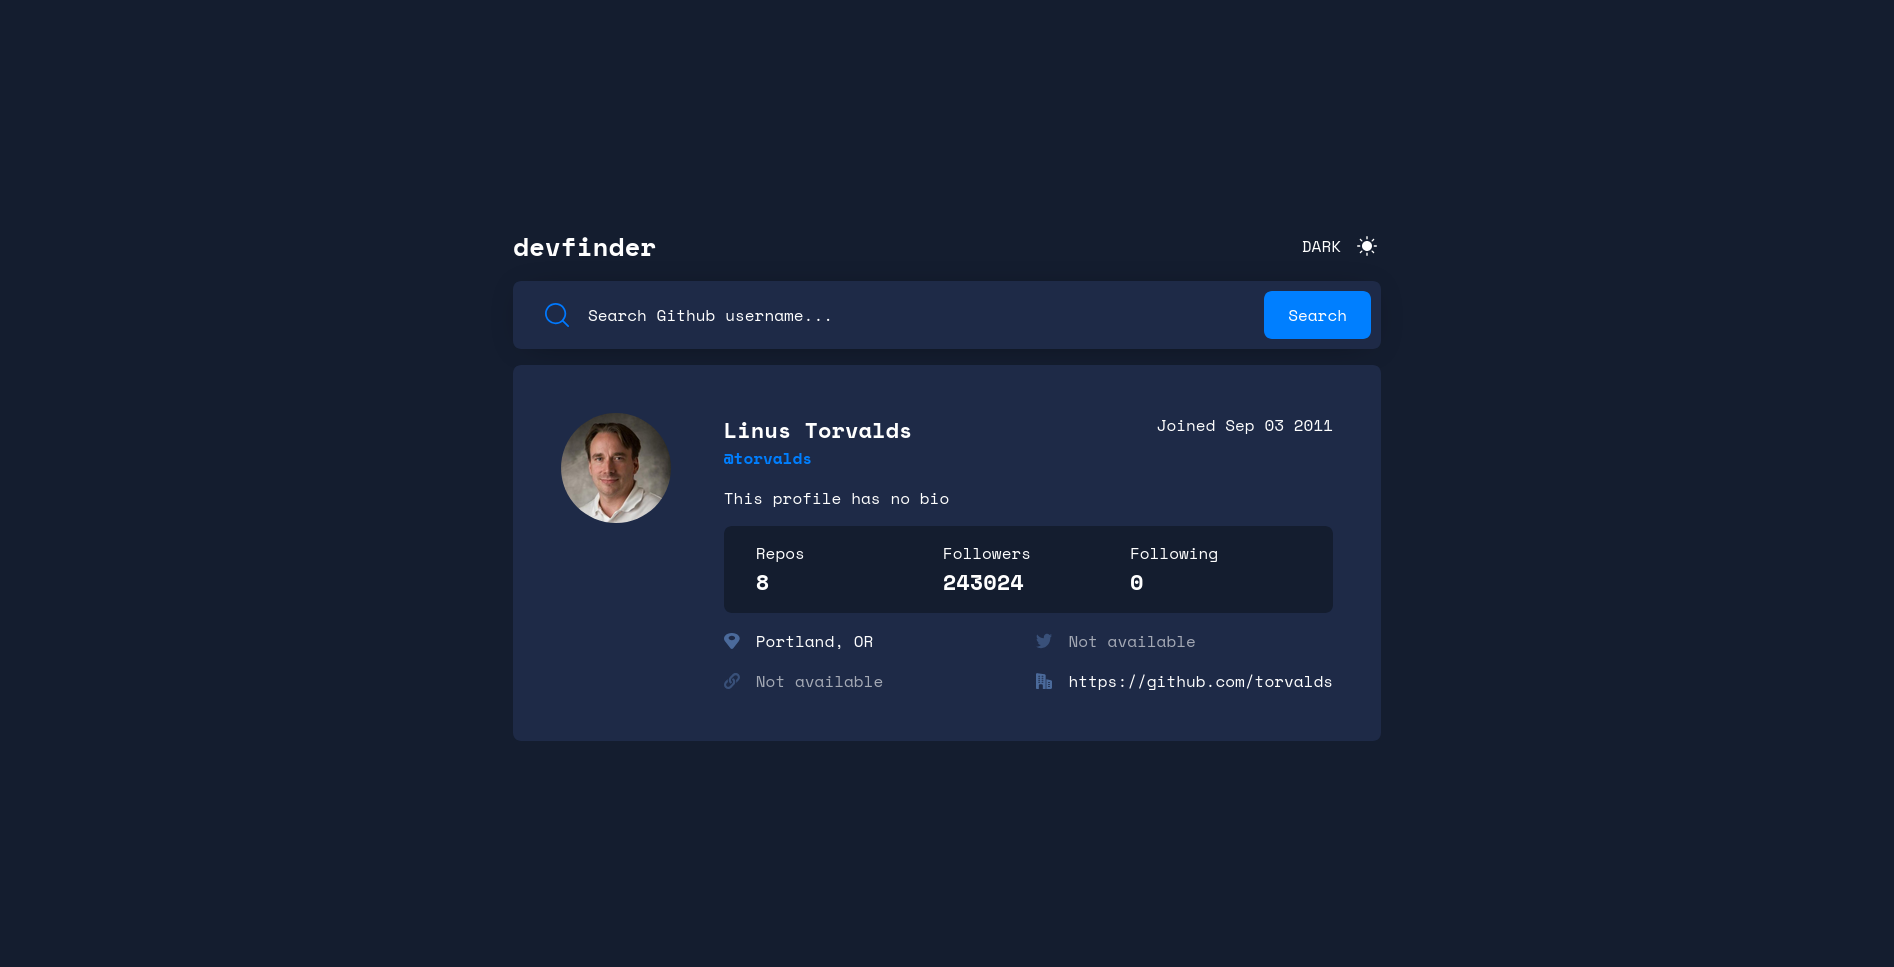 devfinder
DARK
Search Github username...
Search
Linus Torvalds
Joined Sep 03 2011
@torvalds
This profile has no bio
Repos
Followers
Following
8
243024
0
Portland, OR
Not available
Not available
https://github.com/torvalds